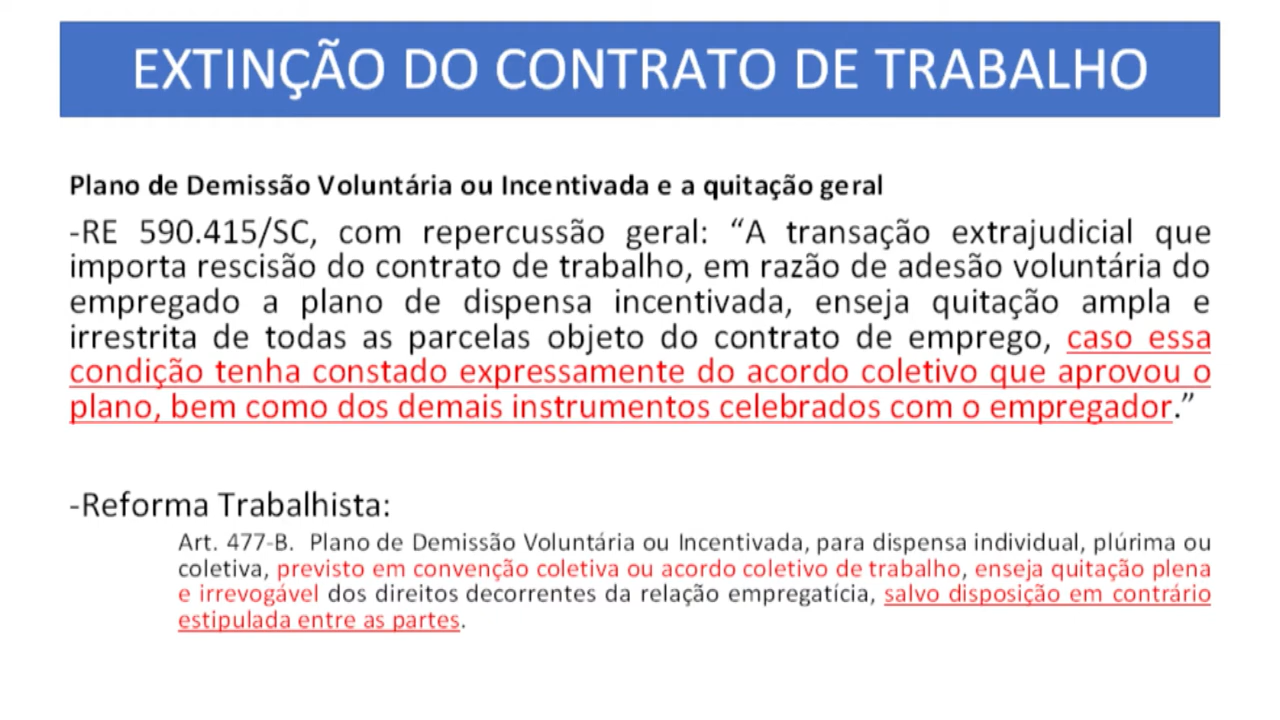 EXTINÇÃO DO CONTRATO DE TRABALHO
Plano de Demissão Voluntária ou Incentivada e a quitação geral
-RE 590.415/SC, com repercussão geral: “A transação extrajudicial que
importa rescisão do contrato de trabalho, em razão de adesão voluntária do
empregado a plano de dispensa incentivada, enseja quitação ampla e
irrestrita de todas as parcelas objeto do contrato de emprego, caso essa
condição tenha constado expressamente do acordo coletivo que aprovou o
plano, bem como dos demais instrumentos celebrados com o empregador.”
-Reforma Trabalhista:
Art. 477-B. Plano de Demissão Voluntária ou Incentivada, para dispensa individual, plúrima ou
coletiva, previsto em convenção coletiva ou acordo coletivo de trabalho, enseja quitação plena
e irrevogável dos direitos decorrentes da relação empregatícia, salvo disposição em contrário
estipulada entre as partes.